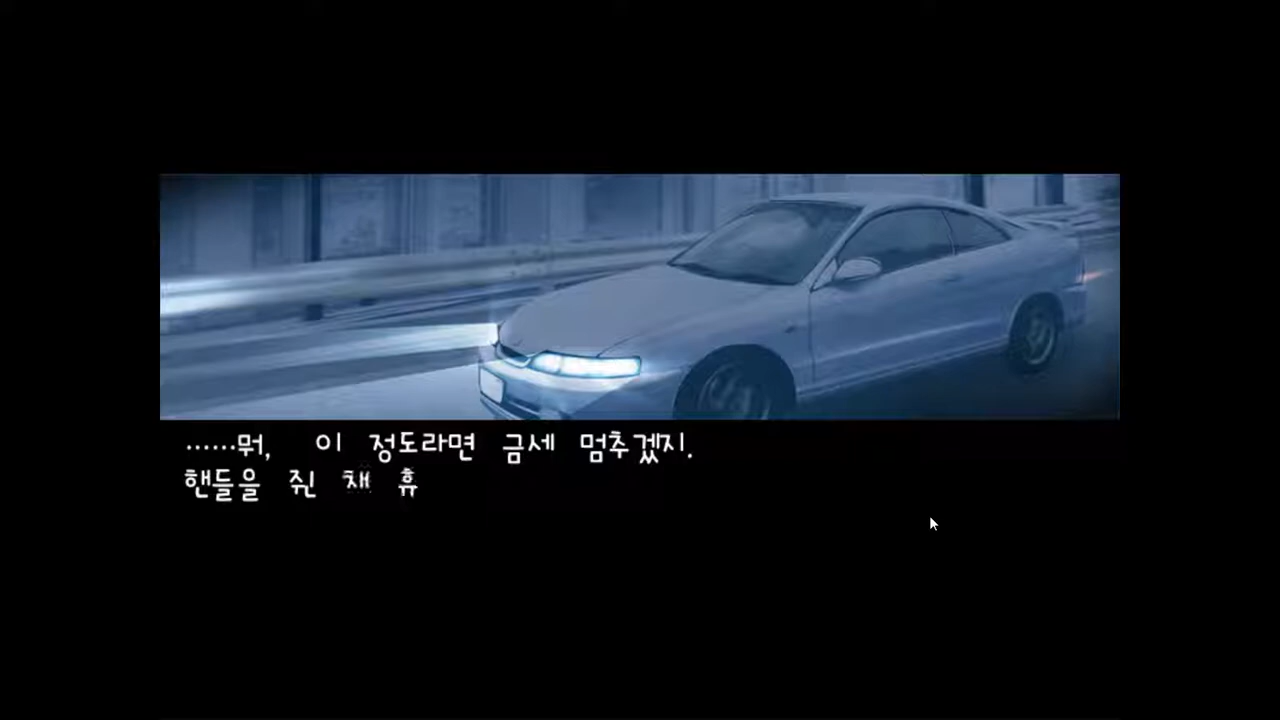 ……뭐, 이 정도라면 금세 멈추겠지.
핸들을 쥔 채 휴